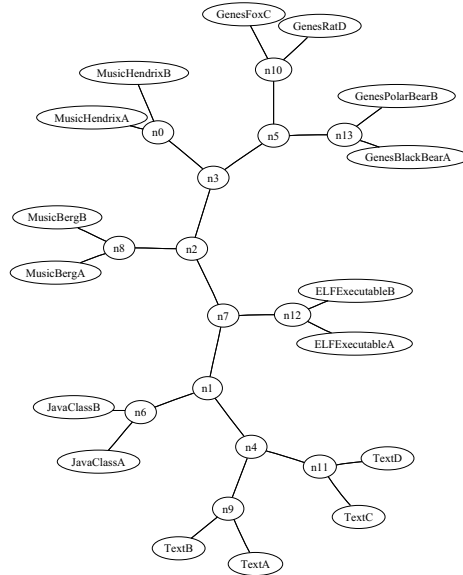 GenesFoxC
GenesRatD
n10
MusicHendrixB
GenesPolarBearB
MusicHendrixA
n0
n5
n13
GenesBlackBearA
n3
MusicBergB
n8
n2
MusicBergA
ELFExecutableB
n7
n12
ELFExecutableA
n1
JavaClassB
n6
n4
JavaClassA
TextD
n11
n9
TextC
TextB
TextA